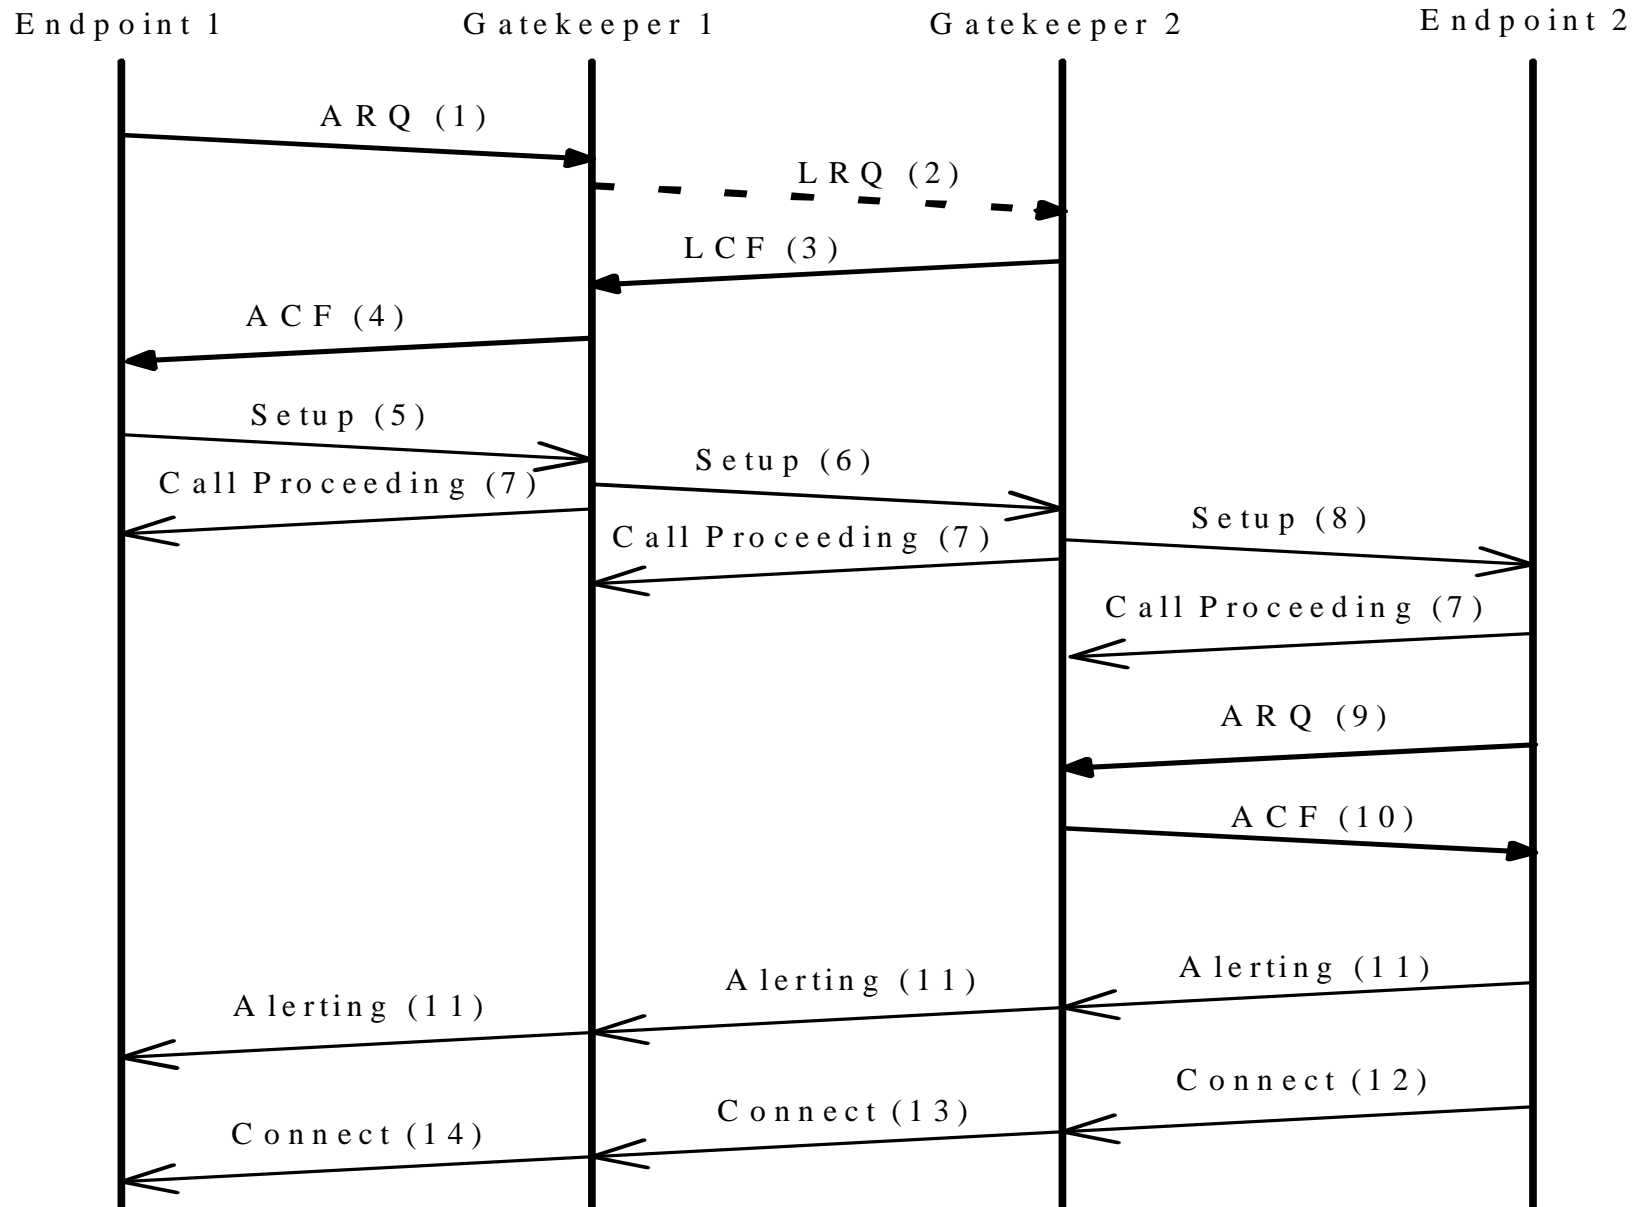 Endpoint 1
Gatekeeper 1
Gatekeeper 2
Endpoint 2
ARQ (1)
LRQ (2)
LCF (3)
ACF (4)
Setup (5)
Setup (6)
Call Proceeding (7)
Setup (8)
Call Proceeding (7)
Call Proceeding (7)
ARQ (9)
ACF (10)
Alerting (11)
Alerting (11)
Alerting (11)
Connect (12)
Connect (13)
Connect (14)